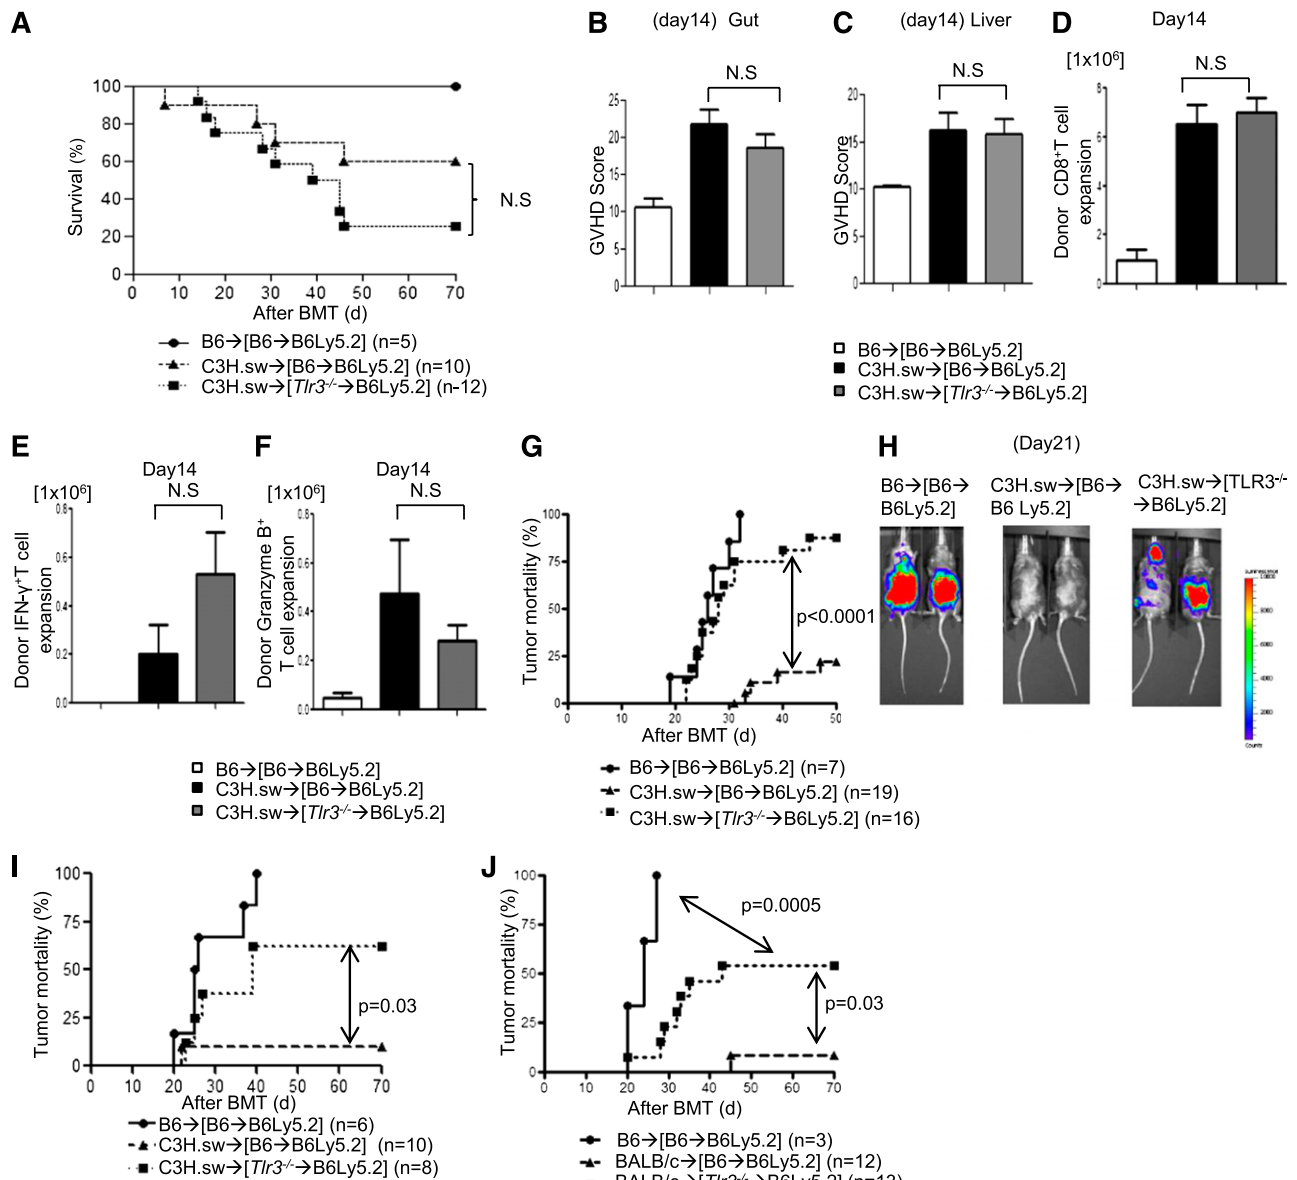 A
B
(day14) Gut
C
(day14) Liver
D
Day14
[1x10⁶]
N.S
N.S
N.S
Survival (%)
100
80
60
40
20
0
0 10 20 30 40 50 60 70
After BMT (d)
N.S
B6→[B6→B6Ly5.2] (n=5)
C3H.sw→[B6→B6Ly5.2] (n=10)
C3H.sw→[Tlr3-/-→B6Ly5.2] (n-12)
GVHD Score
25
20
15
10
5
0
GVHD Score
20
15
10
5
0
Donor CD8⁺T cell
expansion
8
6
4
2
0
B6→[B6→B6Ly5.2]
C3H.sw→[B6→B6Ly5.2]
C3H.sw→[Tlr3-/-→B6Ly5.2]
E
Day14
[1x10⁶]
N.S
Donor IFN-γ⁺T cell
expansion
0.8
0.6
0.4
0.2
0.0
F
Day14
[1x10⁶]
N.S
Donor Granzyme B⁺
T cell expansion
0.8
0.6
0.4
0.2
0.0
B6→[B6→B6Ly5.2]
C3H.sw→[B6→B6Ly5.2]
C3H.sw→[Tlr3-/-→B6Ly5.2]
G
Tumor mortality (%)
100
75
50
25
0
0 10 20 30 40 50
After BMT (d)
p<0.0001
B6→[B6→B6Ly5.2] (n=7)
C3H.sw→[B6→B6Ly5.2] (n=19)
C3H.sw→[Tlr3-/-→B6Ly5.2] (n=16)
H
(Day21)
B6→[B6→
B6Ly5.2]
C3H.sw→[B6→
B6 Ly5.2]
C3H.sw→[TLR3-/-
→B6Ly5.2]
Luminescence
10000
8000
6000
4000
2000
Counts
I
Tumor mortality (%)
100
75
50
25
0
0 10 20 30 40 50 60 70
After BMT (d)
p=0.03
B6→[B6→B6Ly5.2] (n=6)
C3H.sw→[B6→B6Ly5.2] (n=10)
C3H.sw→[Tlr3-/-→B6Ly5.2] (n=8)
J
Tumor mortality (%)
100
75
50
25
0
0 10 20 30 40 50 60 70
After BMT (d)
p=0.0005
p=0.03
B6→[B6→B6Ly5.2] (n=3)
BALB/c→[B6→B6Ly5.2] (n=12)